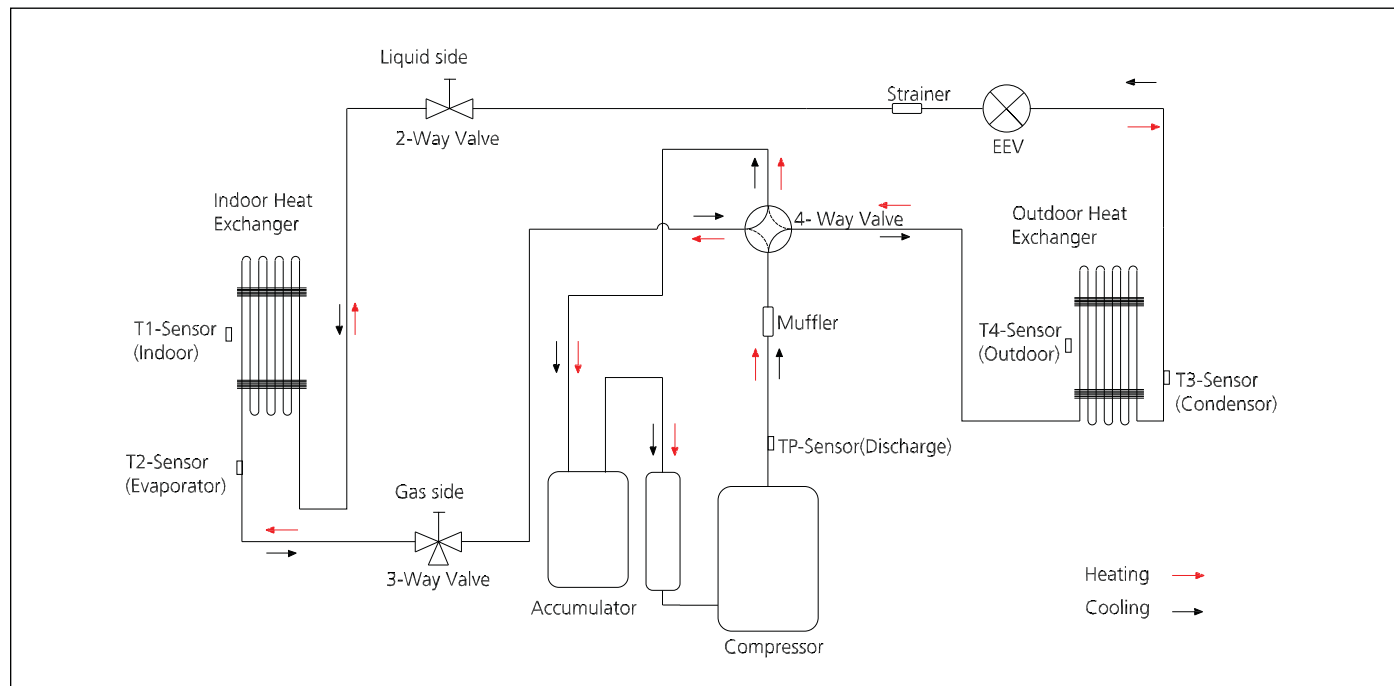 Liquid side
2-Way Valve
Strainer
EEV
Indoor Heat
Exchanger
4- Way Valve
Outdoor Heat
Exchanger
T1-Sensor
(Indoor)
Muffler
T4-Sensor
(Outdoor)
T3-Sensor
(Condensor)
T2-Sensor
(Evaporator)
TP-Sensor(Discharge)
Gas side
3-Way Valve
Accumulator
Compressor
Heating
Cooling